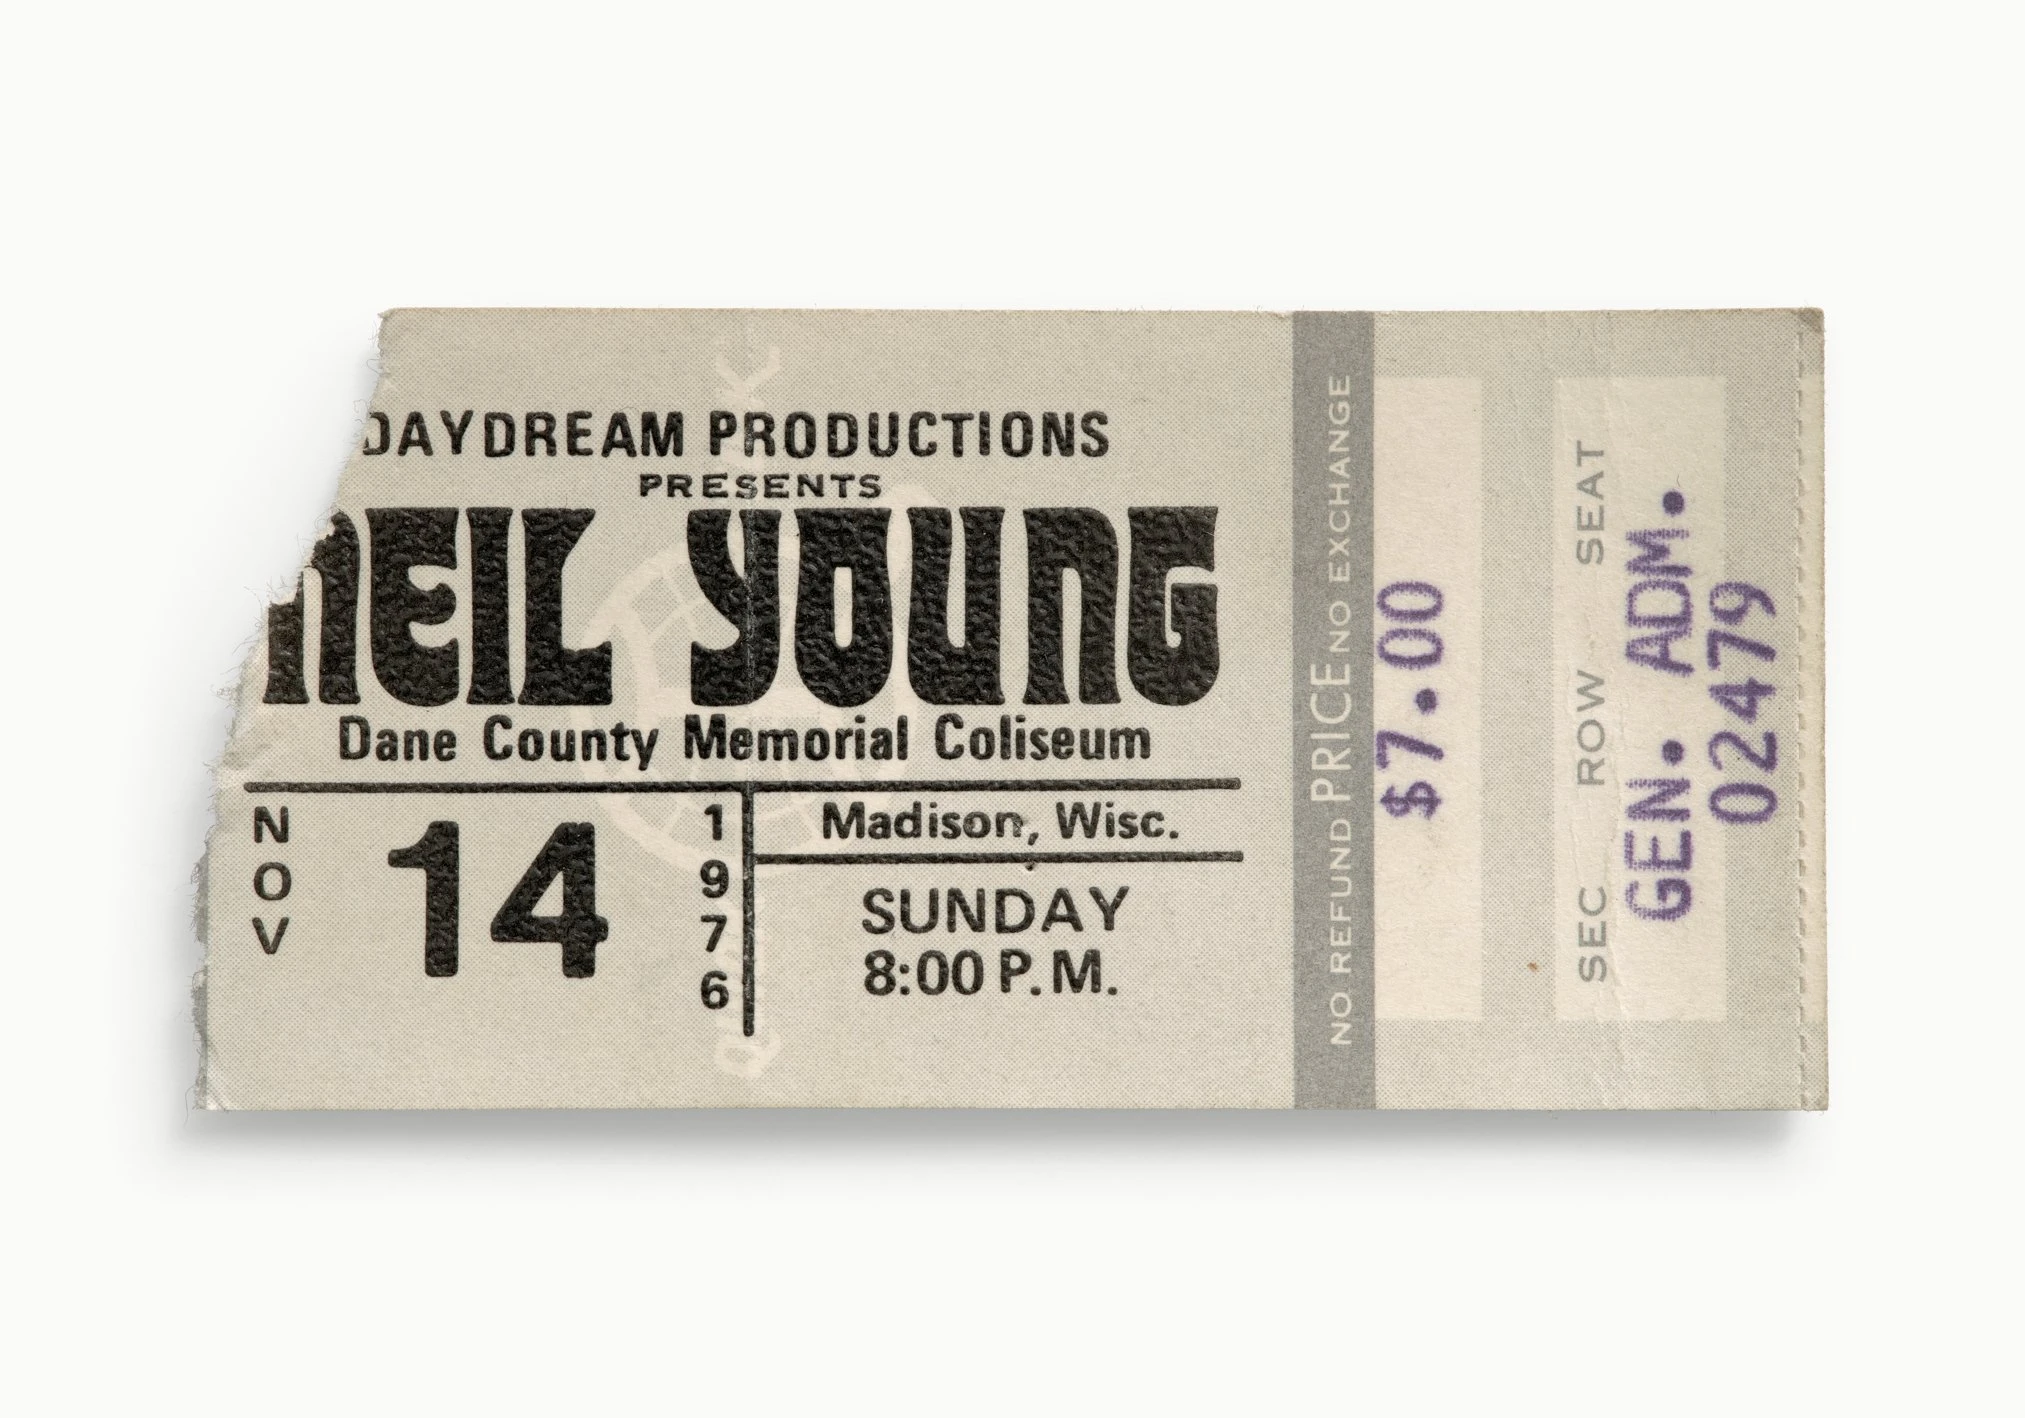 DAYDREAM PRODUCTIONS
PRESENTS
NEIL YOUNG
Dane County Memorial Coliseum
NOV
14
1976
Madison, Wisc.
SUNDAY
8:00 P.M.
NO REFUND PRICE NO EXCHANGE
$7.00
SEC ROW SEAT
GEN. ADM.
02479